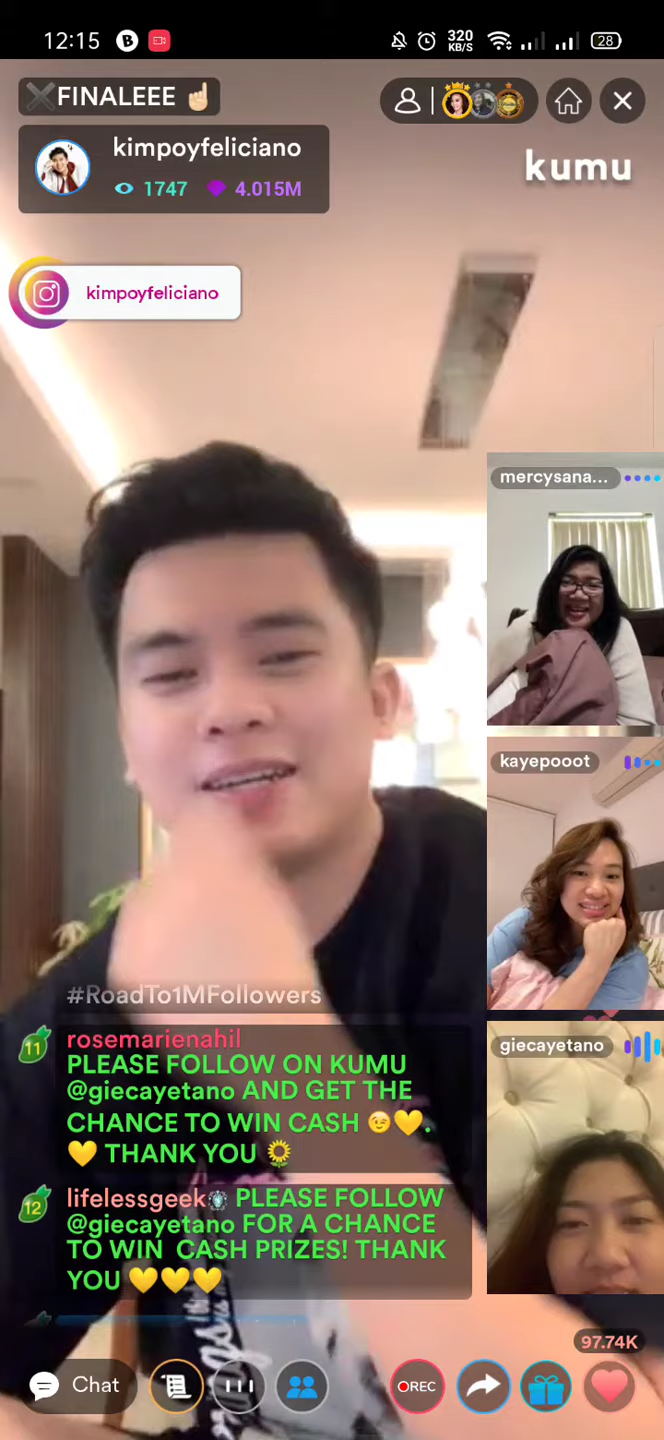 12:15
320
KB/S
28
FINALEEE ☝🏻
kimpoyfeliciano
1747
4.015M
kumu
kimpoyfeliciano
mercysana...
kayepooot
#RoadTo1MFollowers
11
rosemarienahil
PLEASE FOLLOW ON KUMU
@giecayetano AND GET THE
CHANCE TO WIN CASH 😉💛.
💛 THANK YOU 🌻
giecayetano
12
lifelessgeek PLEASE FOLLOW
@giecayetano FOR A CHANCE
TO WIN CASH PRIZES! THANK
YOU 💛💛💛
97.74K
Chat
REC